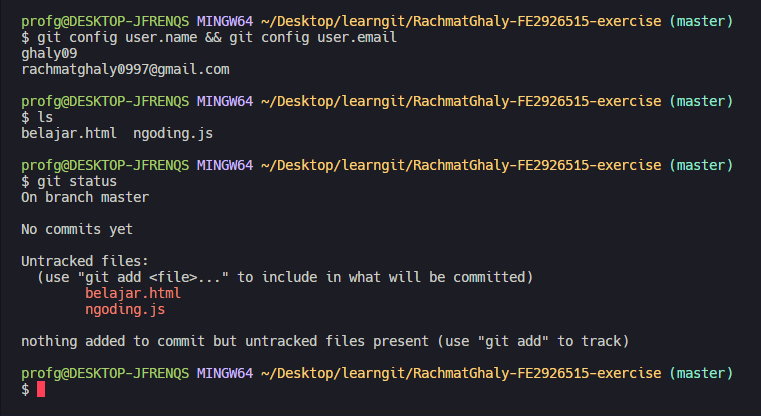 profg@DESKTOP-JFRENQS MINGW64 ~/Desktop/learngit/RachmatGhaly-FE2926515-exercise (master)
$ git config user.name && git config user.email
ghaly09
rachmatghaly0997@gmail.com
profg@DESKTOP-JFRENQS MINGW64 ~/Desktop/learngit/RachmatGhaly-FE2926515-exercise (master)
$ ls
belajar.html  ngoding.js
profg@DESKTOP-JFRENQS MINGW64 ~/Desktop/learngit/RachmatGhaly-FE2926515-exercise (master)
$ git status
On branch master
No commits yet
Untracked files:
  (use "git add <file>..." to include in what will be committed)
        belajar.html
        ngoding.js
nothing added to commit but untracked files present (use "git add" to track)
profg@DESKTOP-JFRENQS MINGW64 ~/Desktop/learngit/RachmatGhaly-FE2926515-exercise (master)
$